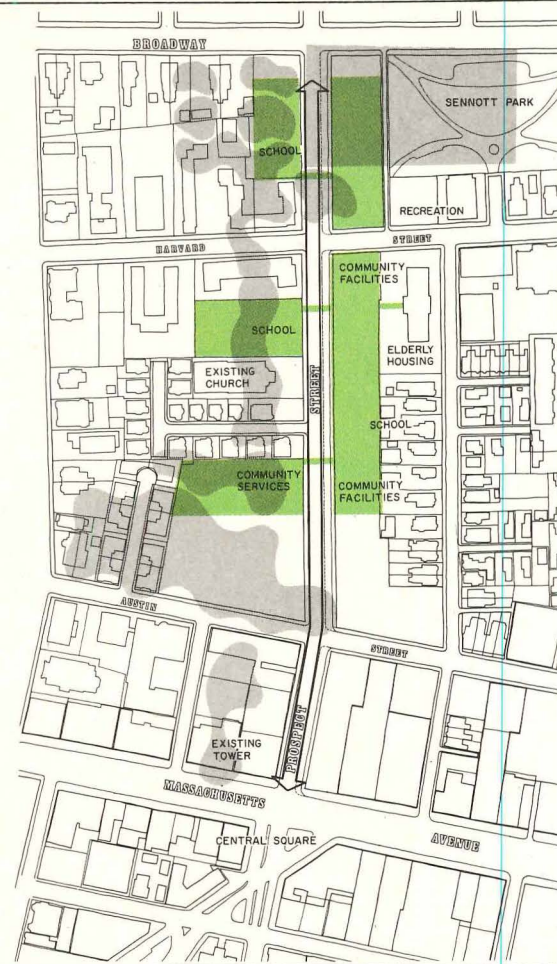 BROADWAY
SENNOTT PARK
SCHOOL
RECREATION
HARVARD
STREET
COMMUNITY
FACILITIES
SCHOOL
ELDERLY
HOUSING
EXISTING
CHURCH
STREET
SCHOOL
COMMUNITY
SERVICES
COMMUNITY
FACILITIES
AUSTIN
STREET
PROSPECT
EXISTING
TOWER
MASSACHUSETTS
AVENUE
CENTRAL SQUARE